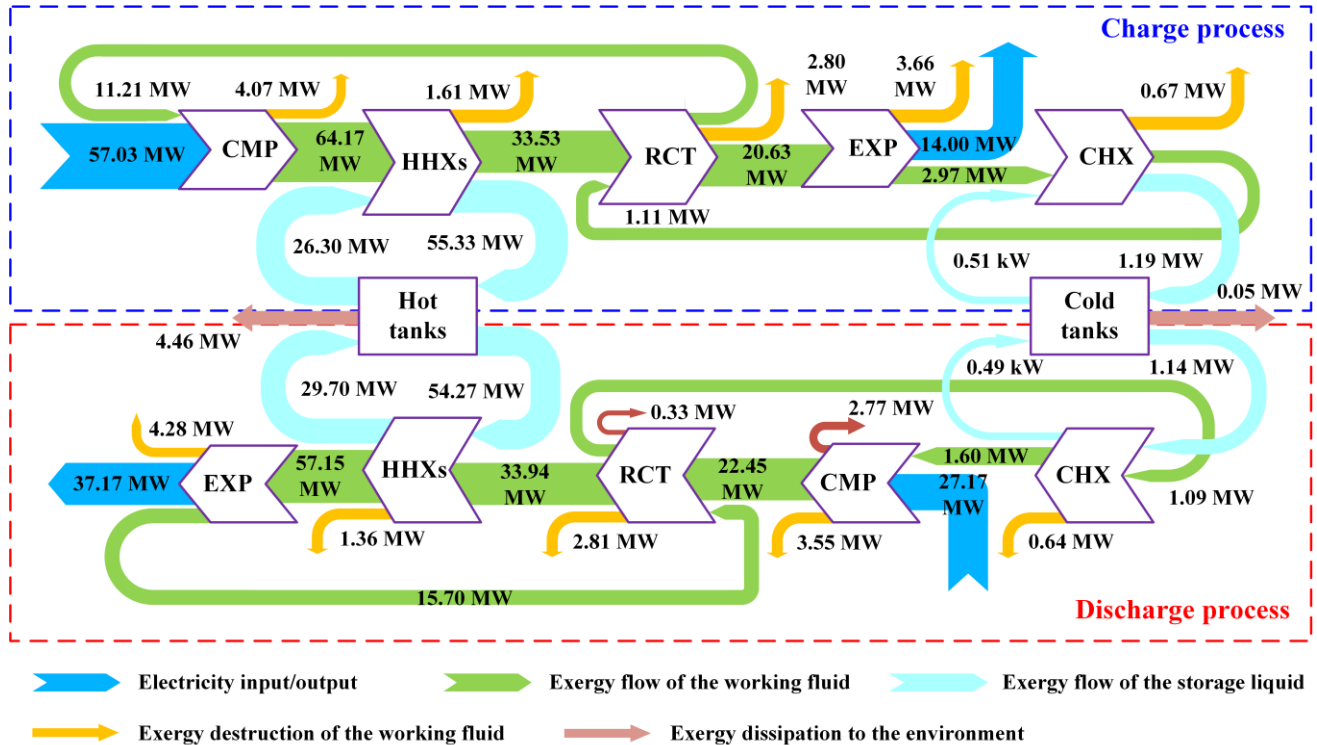 Charge process
11.21 MW
4.07 MW
1.61 MW
2.80
MW
3.66
MW
0.67 MW
57.03 MW
CMP
64.17
MW
HHXs
33.53
MW
RCT
20.63
MW
EXP
14.00 MW
2.97 MW
CHX
1.11 MW
26.30 MW
55.33 MW
0.51 kW
1.19 MW
0.05 MW
Hot
tanks
Cold
tanks
4.46 MW
29.70 MW
54.27 MW
0.49 kW
1.14 MW
4.28 MW
0.33 MW
2.77 MW
37.17 MW
EXP
57.15
MW
HHXs
33.94
MW
RCT
22.45
MW
CMP
1.60 MW
27.17
MW
CHX
1.09 MW
1.36 MW
2.81 MW
3.55 MW
0.64 MW
15.70 MW
Discharge process
Electricity input/output
Exergy flow of the working fluid
Exergy flow of the storage liquid
Exergy destruction of the working fluid
Exergy dissipation to the environment